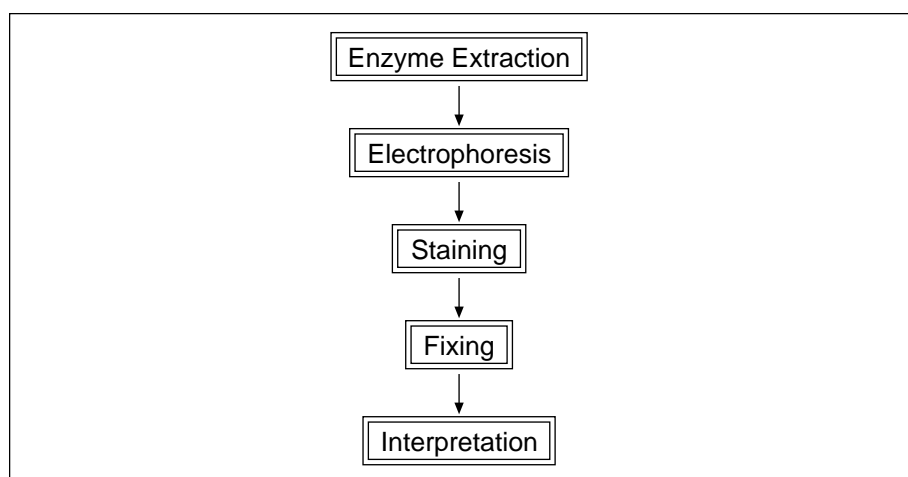 Enzyme Extraction
Electrophoresis
Staining
Fixing
Interpretation